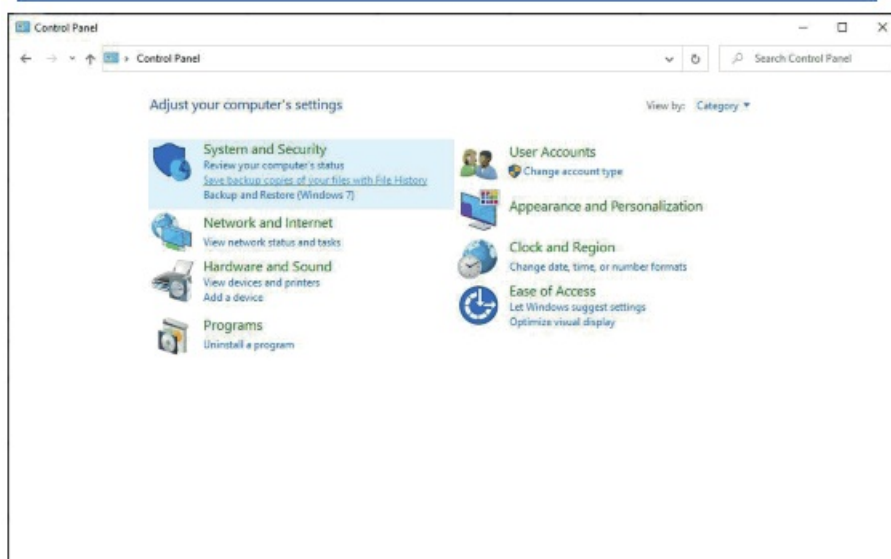 Control Panel
Control Panel
Search Control Panel
Adjust your computer's settings
View by: Category
System and Security
Review your computer's status
Save backup copies of your files with File History
Backup and Restore (Windows 7)
Network and Internet
View network status and tasks
Hardware and Sound
View devices and printers
Add a device
Programs
Uninstall a program
User Accounts
Change account type
Appearance and Personalization
Clock and Region
Change date, time, or number formats
Ease of Access
Let Windows suggest settings
Optimize visual display